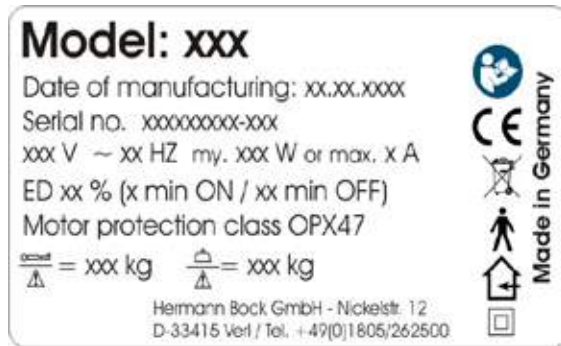 Model: xxx
Date of manufacturing: xx.xx.xxxx
Serial no. xxxxxxxxx-xxx
xxx V ~ xx HZ my. xxx W or max. x A
ED xx % (x min ON / xx min OFF)
Motor protection class OPX47
= xxx kg = xxx kg
Hermann Bock GmbH - Nickelstr. 12
D-33415 Verl / Tel. +49(0)1805/262500
CE
Made in Germany